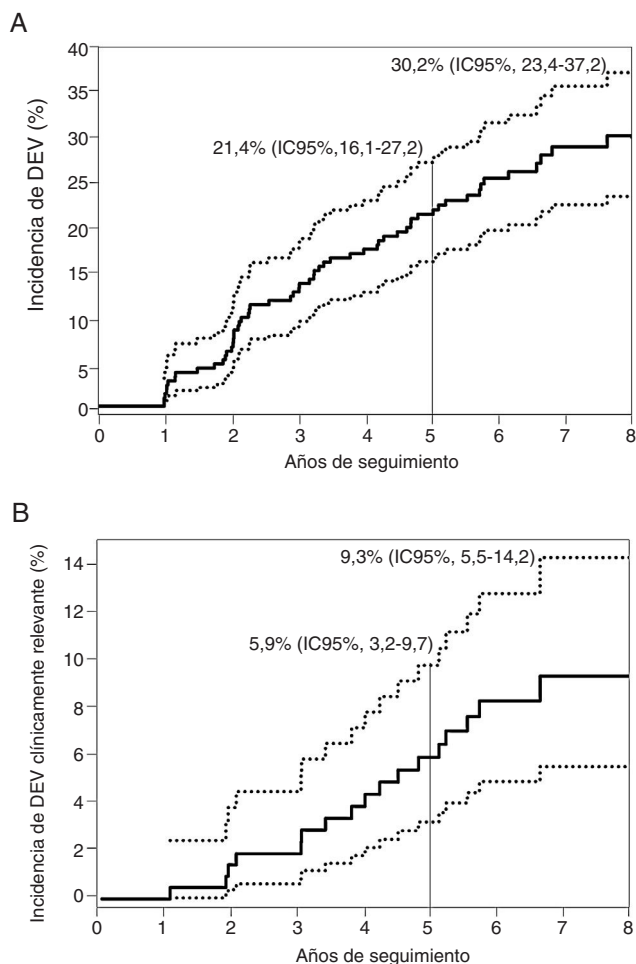 A
Incidencia de DEV (%)
40
35
30
25
20
15
10
5
0
30,2% (IC95%, 23,4-37,2)
21,4% (IC95%,16,1-27,2)
0 1 2 3 4 5 6 7 8
Años de seguimiento
B
Incidencia de DEV clínicamente relevante (%)
14
12
10
8
6
4
2
0
9,3% (IC95%, 5,5-14,2)
5,9% (IC95%, 3,2-9,7)
0 1 2 3 4 5 6 7 8
Años de seguimiento